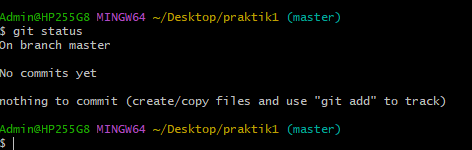 Admin@HP255G8 MINGW64 ~/Desktop/praktik1 (master)
$ git status
On branch master
No commits yet
nothing to commit (create/copy files and use "git add" to track)
Admin@HP255G8 MINGW64 ~/Desktop/praktik1 (master)
$